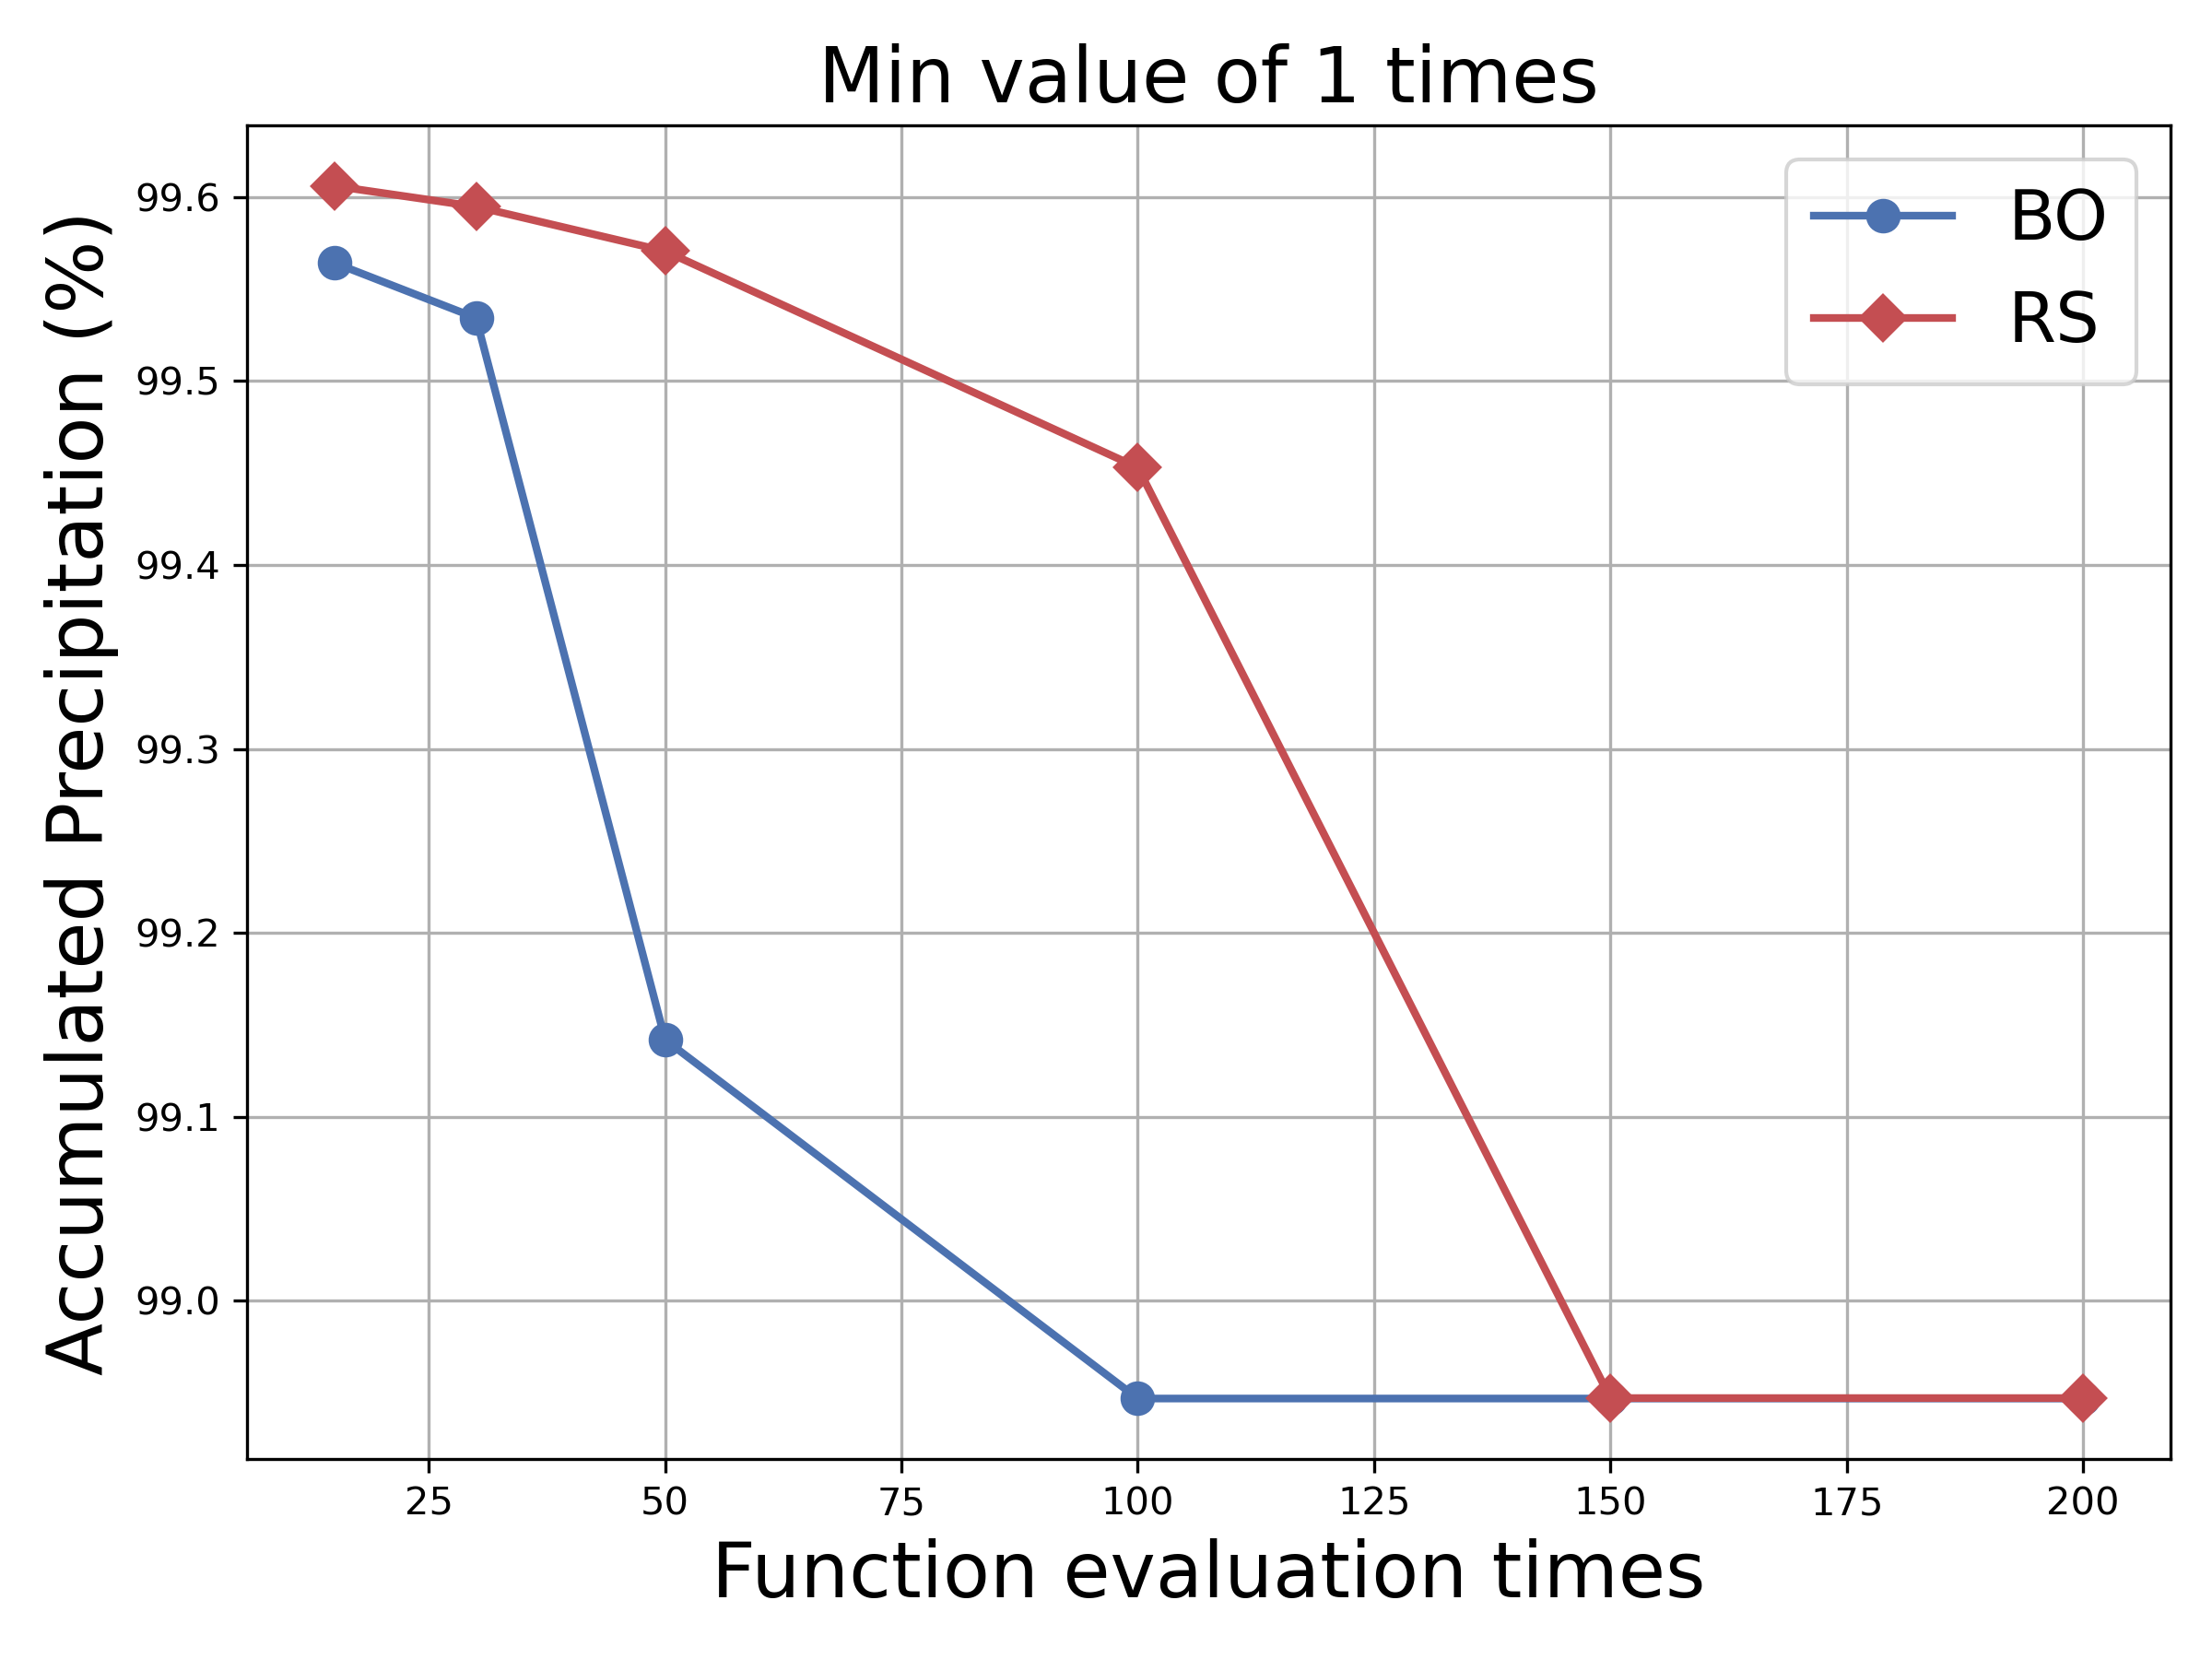 Min value of 1 times
BO
RS
Accumulated Precipitation (%)
99.6
99.5
99.4
99.3
99.2
99.1
99.0
25 50 75 100 125 150 175 200
Function evaluation times